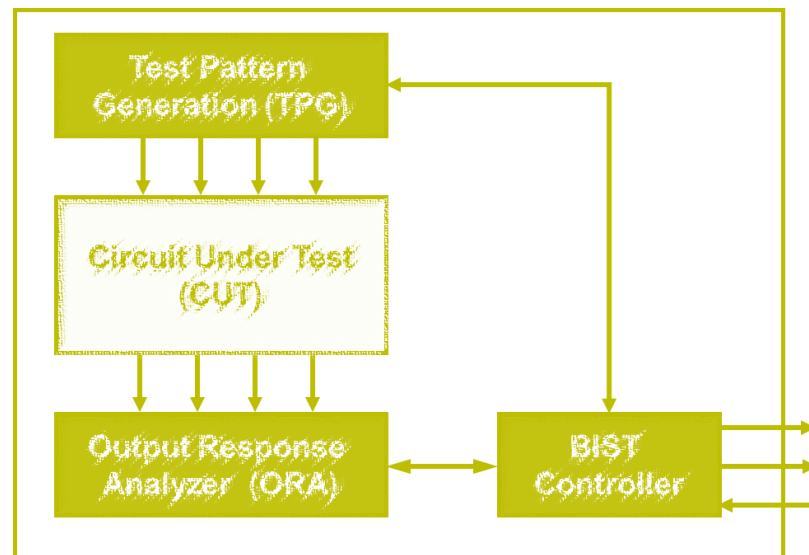 Test Pattern
Generation (TPG)
Circuit Under Test
(CUT)
Output Response
Analyzer (ORA)
BIST
Controller